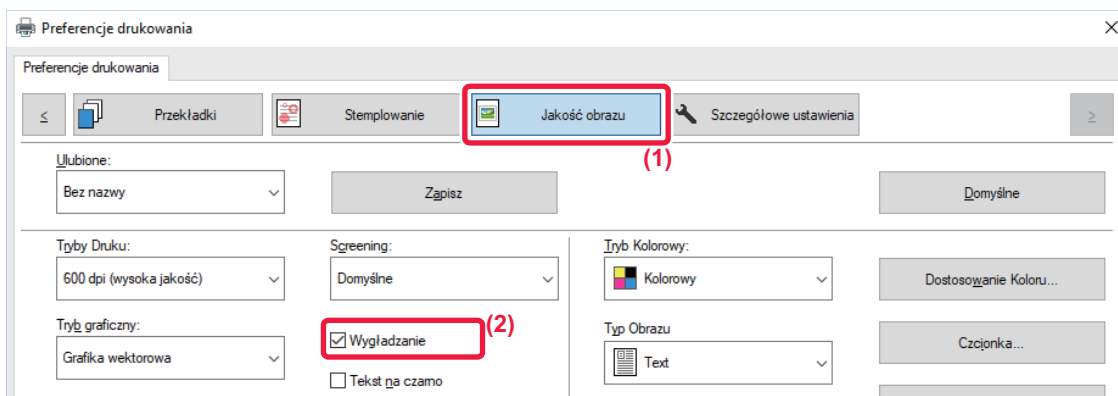 Preferencje drukowania
Preferencje drukowania
<
Przekładki
Stemplowanie
Jakość obrazu
Szczegółowe ustawienia
>
(1)
Ulubione:
Bez nazwy
Zapisz
Domyślne
Tryby Druku:
Screening:
Tryb Kolorowy:
600 dpi (wysoka jakość)
Domyślne
Kolorowy
Dostosowanie Koloru...
Tryb graficzny:
(2)
Wygładzanie
Typ Obrazu
Czcionka...
Grafika wektorowa
Text
Tekst na czarno